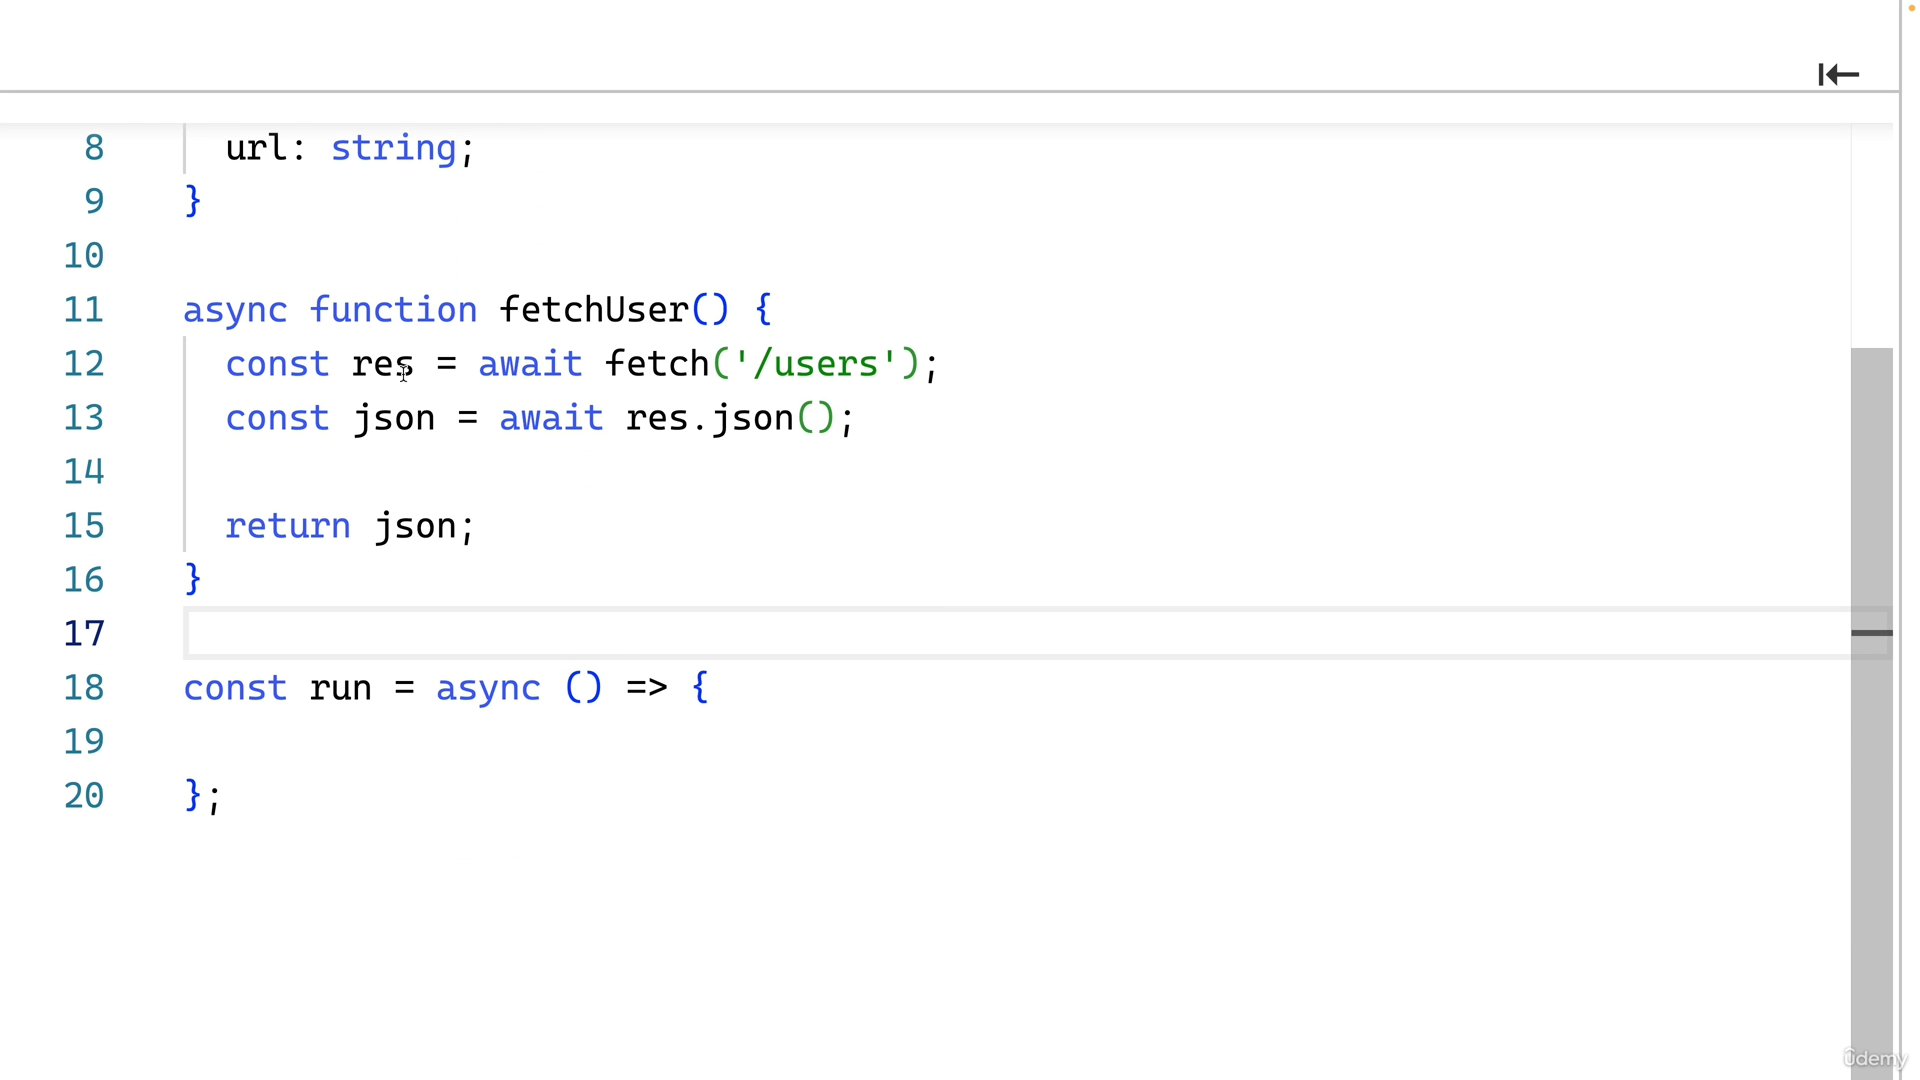 8 url: string;
9 }
10
11 async function fetchUser() {
12 const res = await fetch('/users');
13 const json = await res.json();
14
15 return json;
16 }
17
18 const run = async () => {
19
20 };
ûdemy